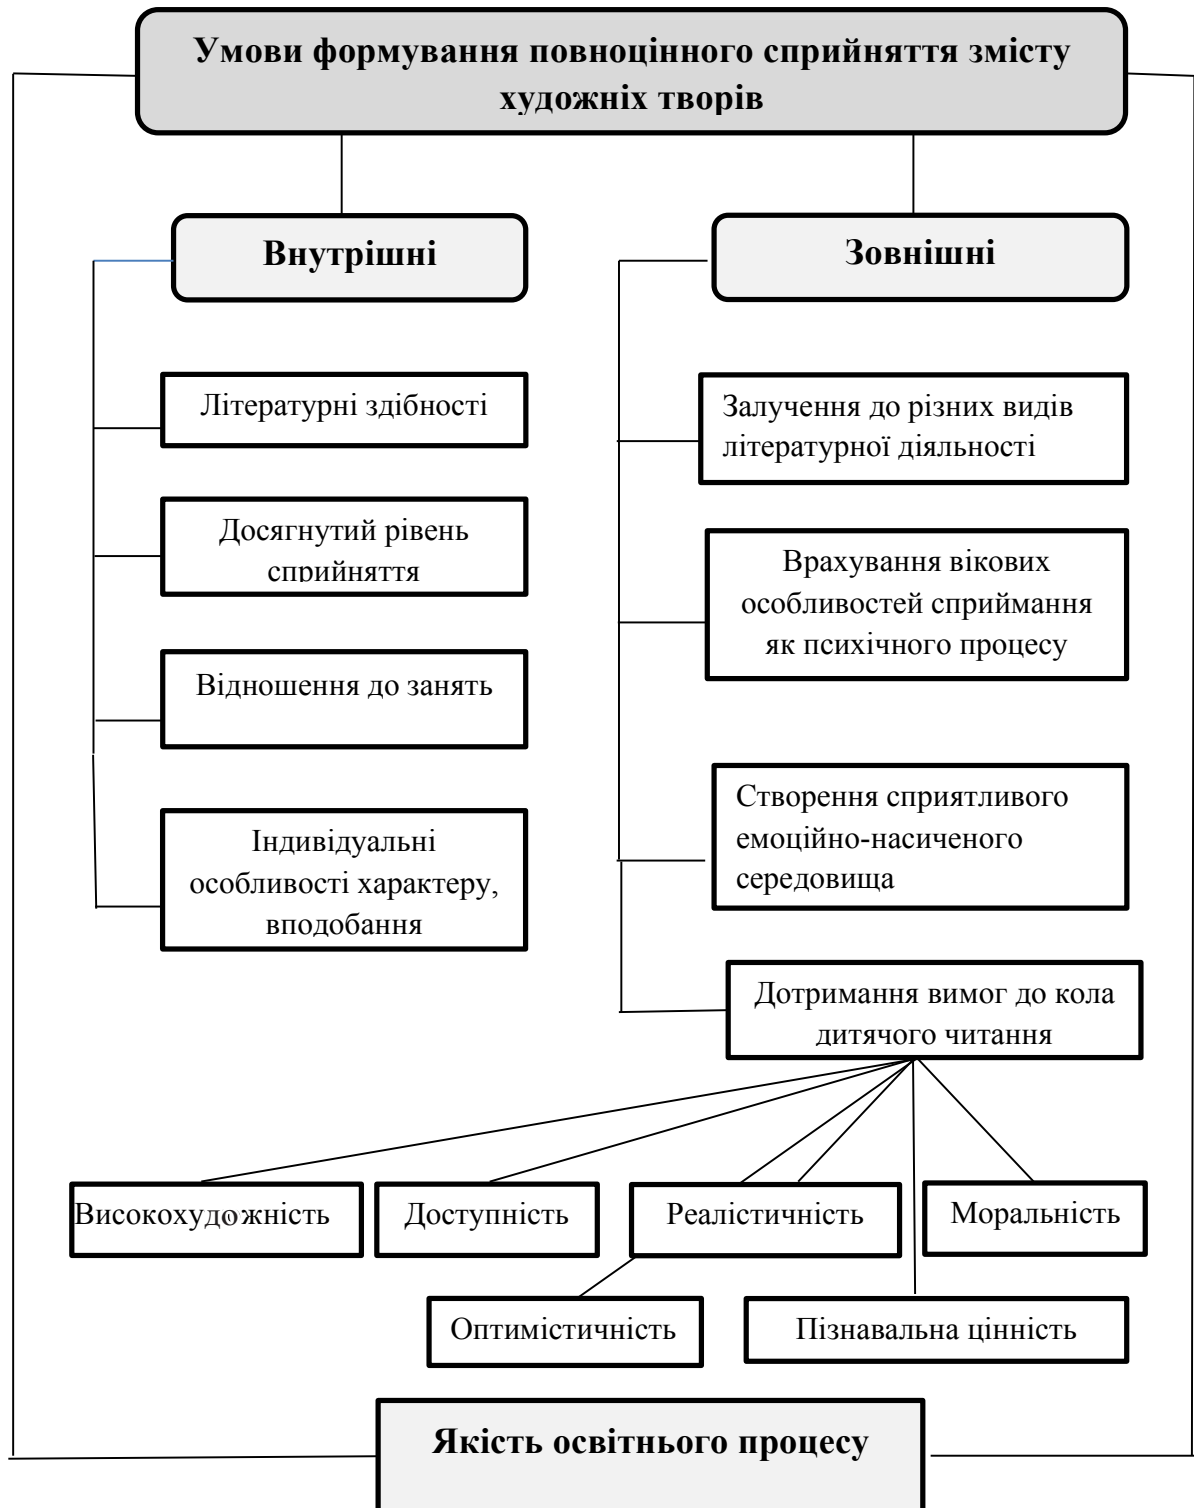 Умови формування повноцінного сприйняття змісту
художніх творів
Внутрішні
Зовнішні
Літературні здібності
Досягнутий рівень
сприйняття
Відношення до занять
Індивідуальні
особливості характеру,
вподобання
Залучення до різних видів
літературної діяльності
Врахування вікових
особливостей сприймання
як психічного процесу
Створення сприятливого
емоційно-насиченого
середовища
Дотримання вимог до кола
дитячого читання
Високохудожність
Доступність
Реалістичність
Моральність
Оптимістичність
Пізнавальна цінність
Якість освітнього процесу